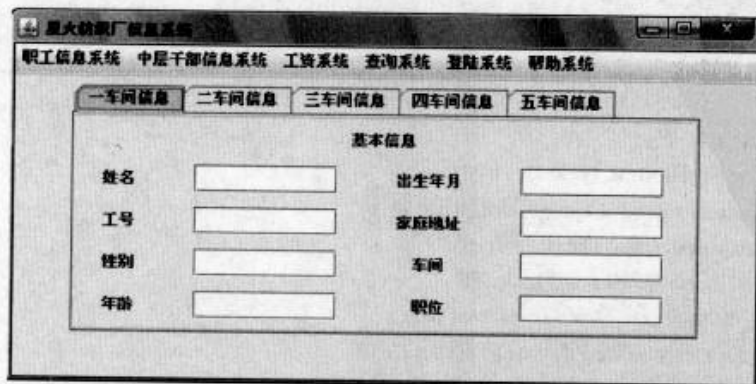 星火纺织厂信息系统
职工信息系统 中层干部信息系统 工资系统 查询系统 登陆系统 帮助系统
一车间信息 二车间信息 三车间信息 四车间信息 五车间信息
基本信息
姓名 出生年月
工号 家庭地址
性别 车间
年龄 职位